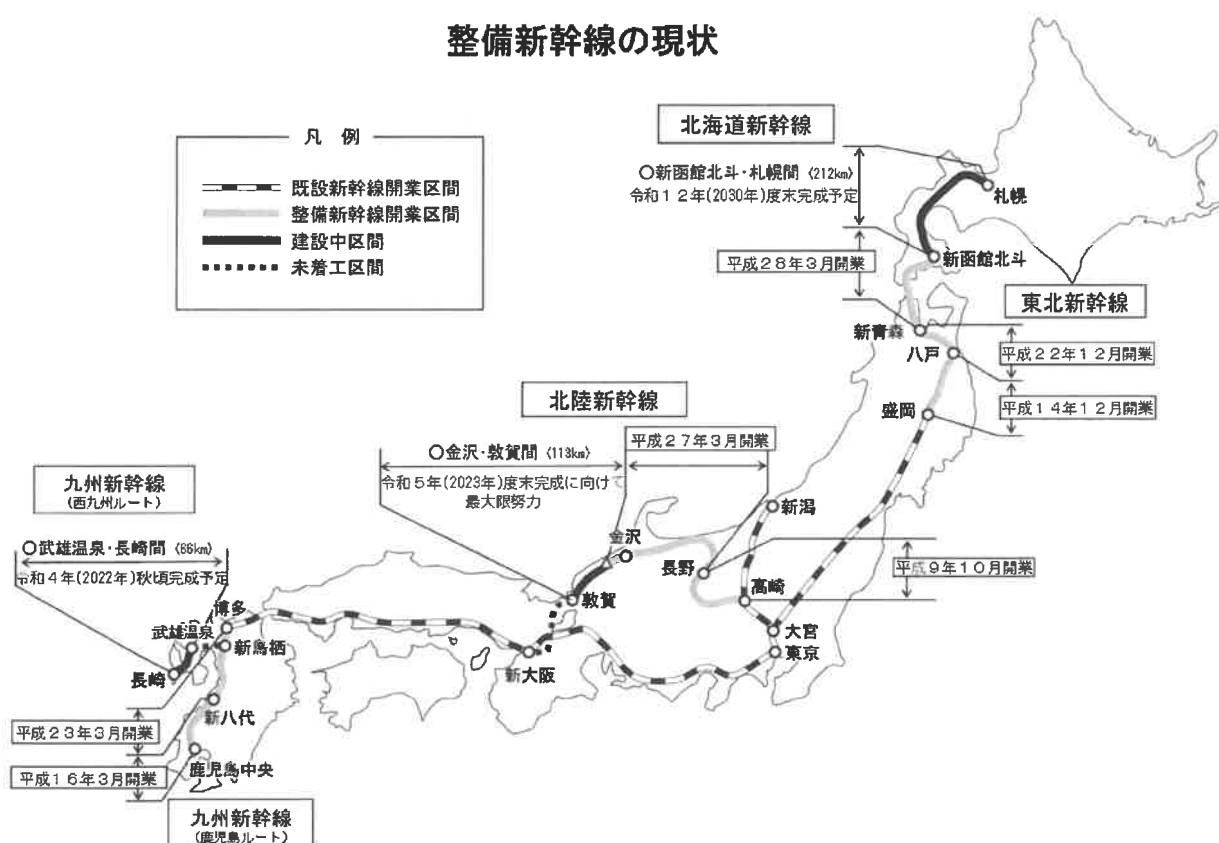 整備新幹線の現状
凡 例
既設新幹線開業区間
整備新幹線開業区間
建設中区間
未着工区間
北海道新幹線
○新函館北斗・札幌間〈212km〉
令和12年(2030年)度末完成予定
札幌
平成28年3月開業
新函館北斗
東北新幹線
新青森
八戸
平成22年12月開業
盛岡
平成14年12月開業
北陸新幹線
平成27年3月開業
○金沢・敦賀間〈113km〉
令和5年(2023年)度末完成に向けて
最大限努力
九州新幹線
(西九州ルート)
○武雄温泉・長崎間〈66km〉
令和4年(2022年)秋頃完成予定
新潟
金沢
長野
平成9年10月開業
高崎
敦賀
大宮
東京
新大阪
博多
武雄温泉
新鳥栖
長崎
新八代
平成23年3月開業
平成16年3月開業
鹿児島中央
九州新幹線
(鹿児島ルート)